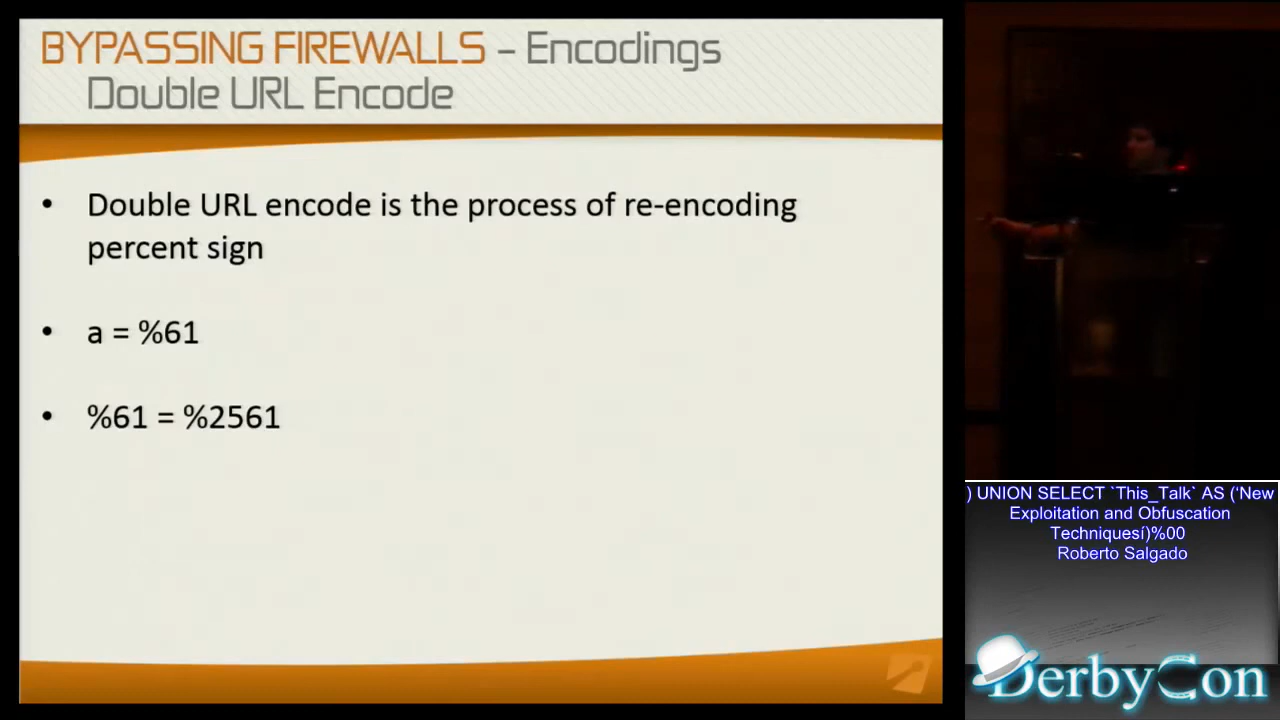 BYPASSING FIREWALLS – Encodings
Double URL Encode
• Double URL encode is the process of re-encoding
percent sign
• a = %61
• %61 = %2561
) UNION SELECT `This_Talk` AS (‘New
Exploitation and Obfuscation
Techniquesí)%00
Roberto Salgado
DerbyCon